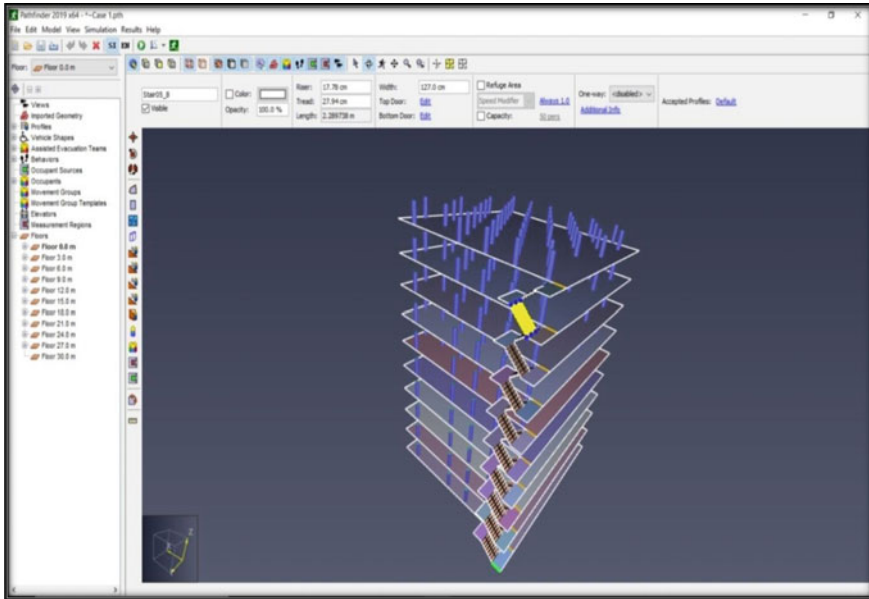 Pathfinder 2019 x64 - *~Case 1.pth
File Edit Model View Simulation Results Help
SI EN
Floor: Floor 0.0 m
Stair05_8
Visible
Color:
Opacity: 100.0 %
Riser: 17.78 cm
Tread: 27.94 cm
Length: 2.289738 m
Width: 127.0 cm
Top Door: Edit
Bottom Door: Edit
Refuge Area
Speed Modifier Always 1.0
Capacity: 32 pers
One-way: <disabled>
Additional Info
Accepted Profiles: Default
Views
Imported Geometry
Profiles
Vehicle Shapes
Assisted Evacuation Teams
Behaviors
Occupant Sources
Occupants
Movement Groups
Movement Group Templates
Elevators
Measurement Regions
Floors
Floor 0.0 m
Floor 3.0 m
Floor 6.0 m
Floor 9.0 m
Floor 12.0 m
Floor 15.0 m
Floor 18.0 m
Floor 21.0 m
Floor 24.0 m
Floor 27.0 m
Floor 30.0 m
Z